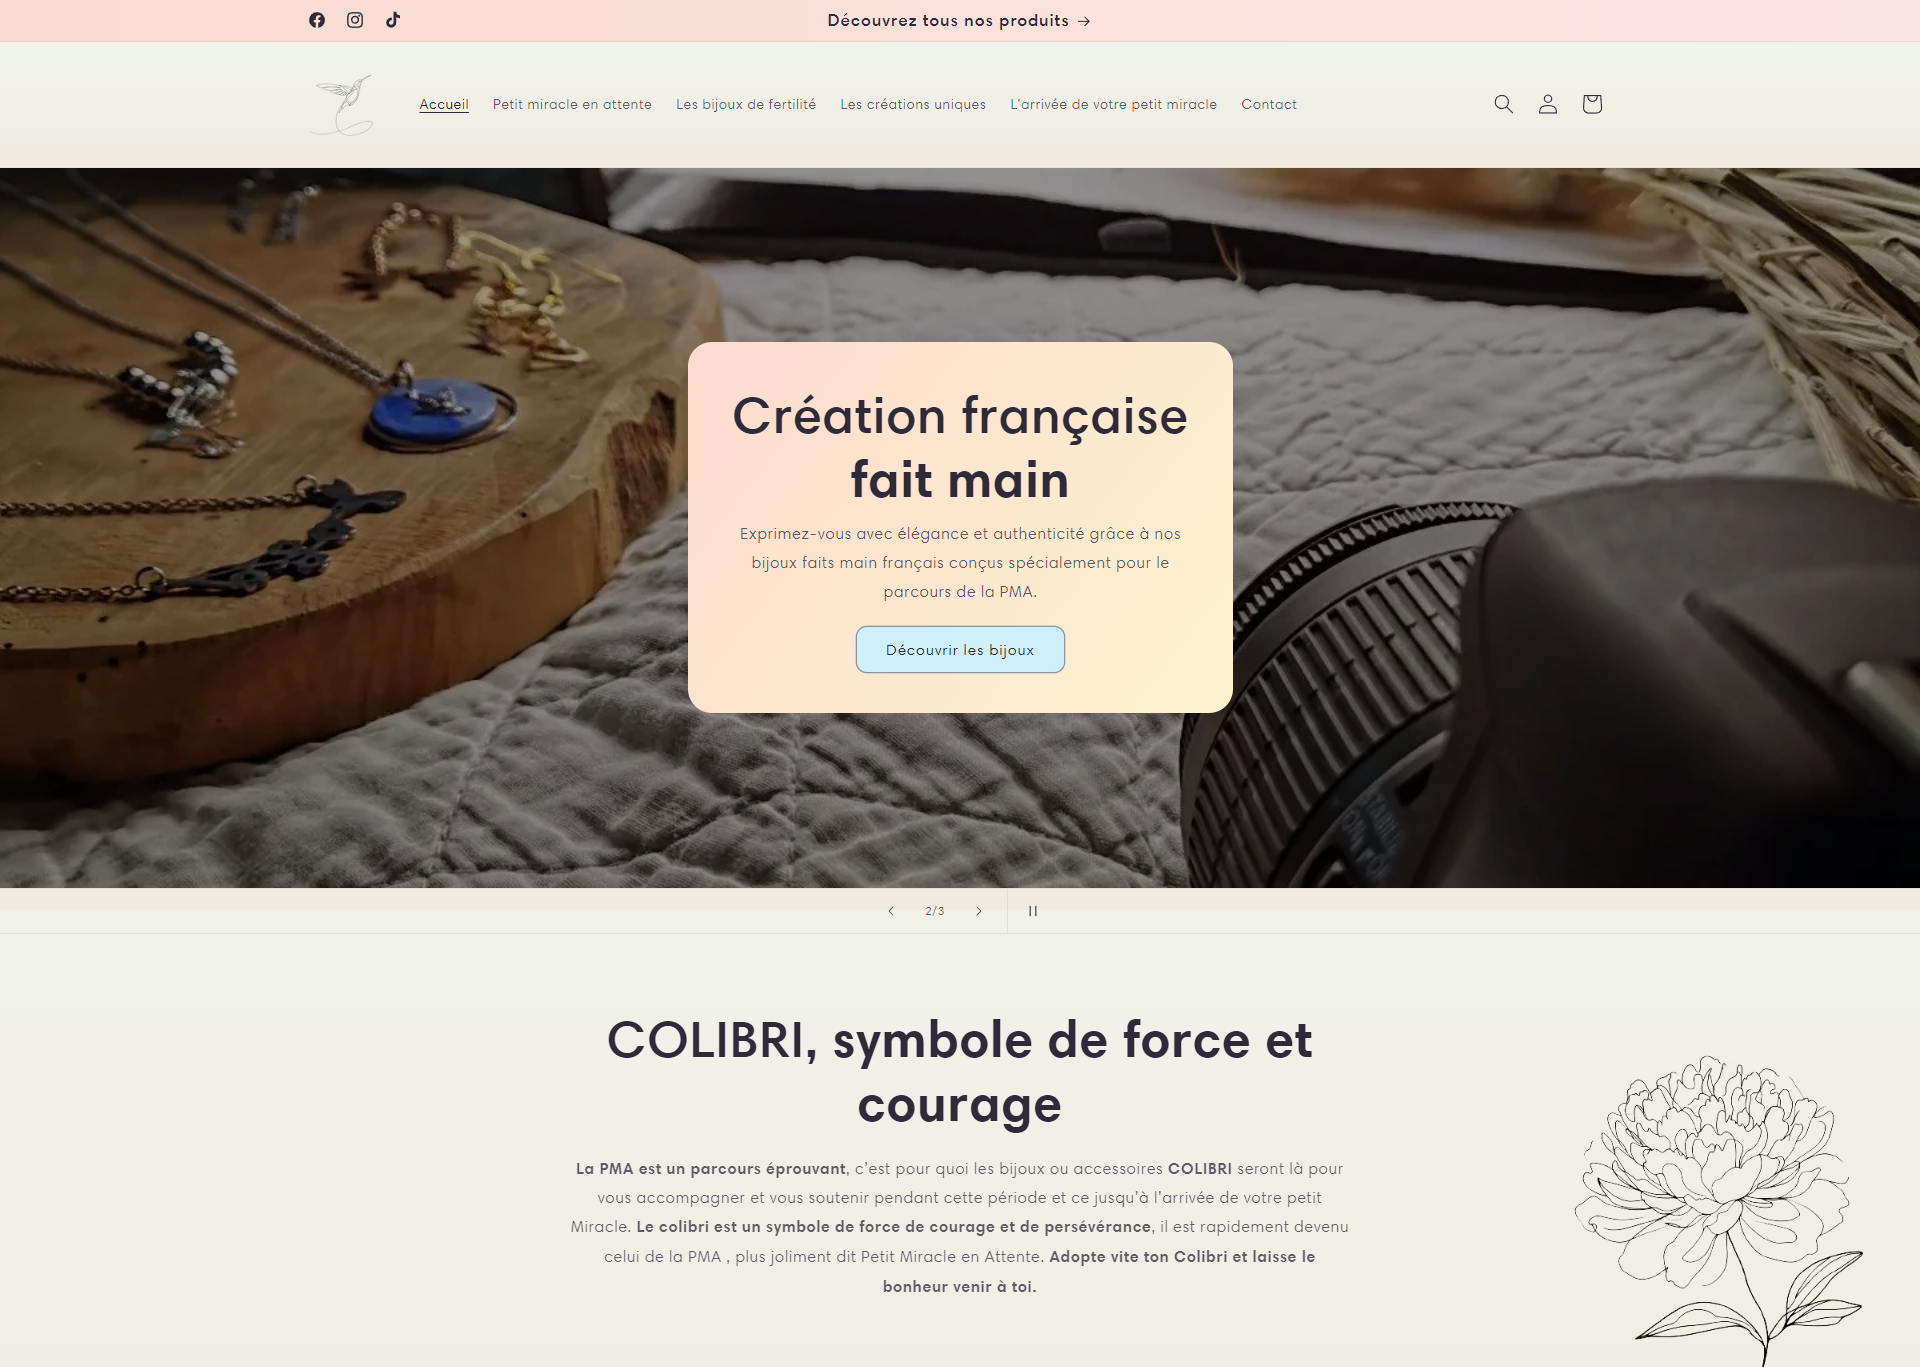 Découvrez tous nos produits →
Accueil
Petit miracle en attente
Les bijoux de fertilité
Les créations uniques
L'arrivée de votre petit miracle
Contact
Création française
fait main
Exprimez-vous avec élégance et authenticité grâce à nos
bijoux faits main français conçus spécialement pour le
parcours de la PMA.
Découvrir les bijoux
2/3
COLIBRI, symbole de force et
courage
La PMA est un parcours éprouvant, c'est pour quoi les bijoux ou accessoires COLIBRI seront là pour
vous accompagner et vous soutenir pendant cette période et ce jusqu'à l'arrivée de votre petit
Miracle. Le colibri est un symbole de force de courage et de persévérance, il est rapidement devenu
celui de la PMA , plus joliment dit Petit Miracle en Attente. Adopte vite ton Colibri et laisse le
bonheur venir à toi.